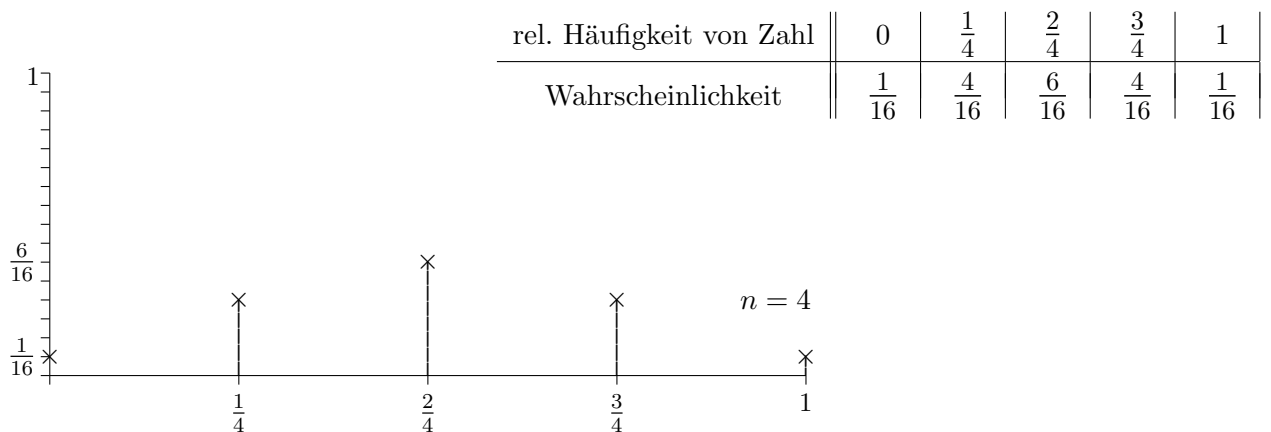 rel. Häufigkeit von Zahl 0 1/4 2/4 3/4 1
Wahrscheinlichkeit 1/16 4/16 6/16 4/16 1/16
1
6/16
n = 4
1/16
1/4 2/4 3/4 1